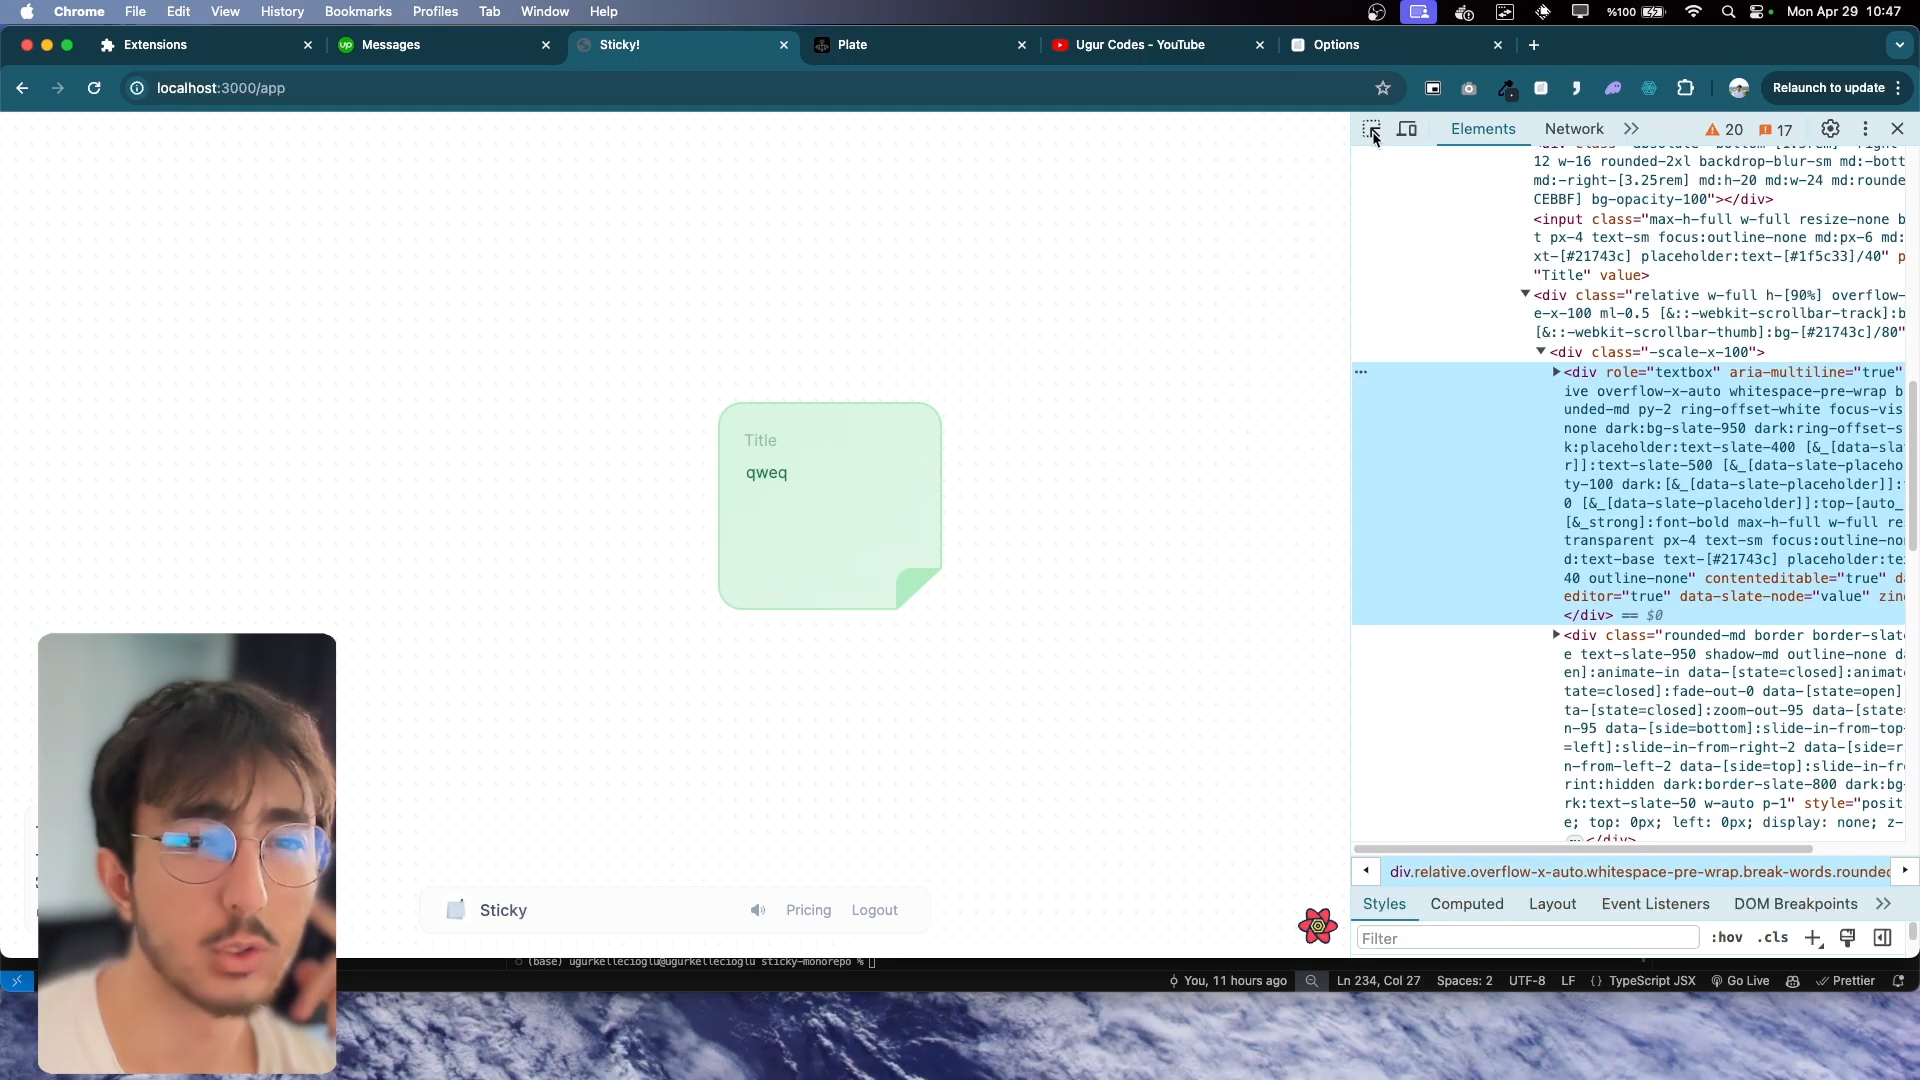 Chrome File Edit View History Bookmarks Profiles Tab Window Help %100 Mon Apr 29 10:47
Extensions Messages Sticky! Plate Ugur Codes - YouTube Options
localhost:3000/app Relaunch to update
Elements Network 20 17
12 w-16 rounded-2xl backdrop-blur-sm md:-bott
md:-right-[3.25rem] md:h-20 md:w-24 md:rounde
CEBBF] bg-opacity-100"></div>
<input class="max-h-full w-full resize-none b
t px-4 text-sm focus:outline-none md:px-6 md:
xt-[#21743c] placeholder:text-[#1f5c33]/40" p
"Title" value>
<div class="relative w-full h-[90%] overflow-
e-x-100 ml-0.5 [&::-webkit-scrollbar-track]:b
[&::-webkit-scrollbar-thumb]:bg-[#21743c]/80"
<div class="-scale-x-100">
<div role="textbox" aria-multiline="true"
ive overflow-x-auto whitespace-pre-wrap b
unded-md py-2 ring-offset-white focus-vis
none dark:bg-slate-950 dark:ring-offset-s
k:placeholder:text-slate-400 [&_[data-sla
r]]:text-slate-500 [&_[data-slate-placeho
ty-100 dark:[&_[data-slate-placeholder]]:
0 [&_[data-slate-placeholder]]:top-[auto_
[&_strong]:font-bold max-h-full w-full re
transparent px-4 text-sm focus:outline-no
d:text-base text-[#21743c] placeholder:te
40 outline-none" contenteditable="true" d
editor="true" data-slate-node="value" zin
</div> == $0
<div class="rounded-md border border-slat
e text-slate-950 shadow-md outline-none d
en]:animate-in data-[state=closed]:animat
tate=closed]:fade-out-0 data-[state=open]
ta-[state=closed]:zoom-out-95 data-[state
n-95 data-[side=bottom]:slide-in-from-top
=left]:slide-in-from-right-2 data-[side=r
n-from-left-2 data-[side=top]:slide-in-fr
rint:hidden dark:border-slate-800 dark:bg
rk:text-slate-50 w-auto p-1" style="posit
e; top: 0px; left: 0px; display: none; z-
div.relative.overflow-x-auto.whitespace-pre-wrap.break-words.rounded
Styles Computed Layout Event Listeners DOM Breakpoints
Filter :hov .cls
Title
qweq
Sticky Pricing Logout
(base) ugurkellecioglu@ugurkellecioglu sticky-monorepo %
You, 11 hours ago Ln 234, Col 27 Spaces: 2 UTF-8 LF {} TypeScript JSX Go Live Prettier